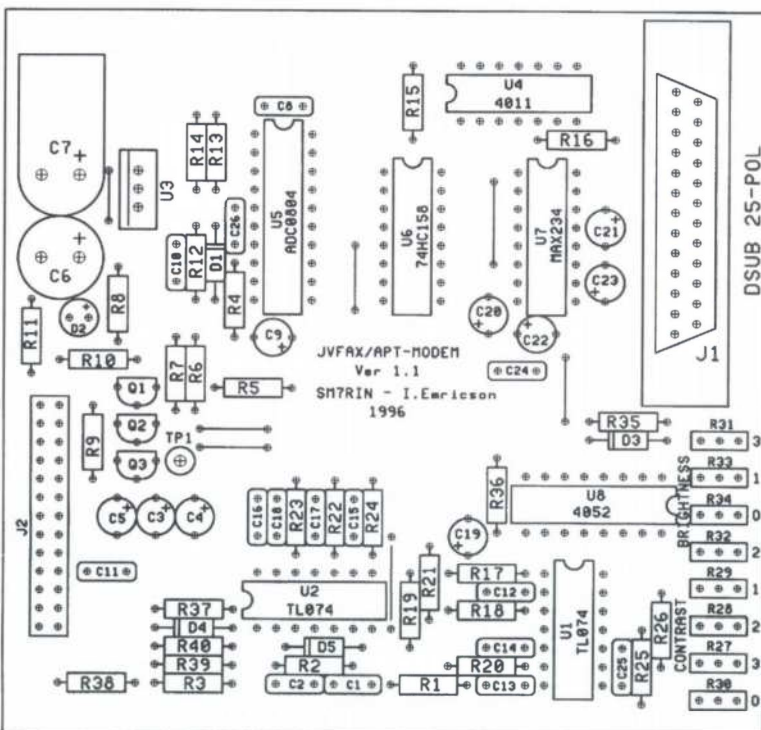 U4
4011
C8
R15
R14
R13
R16
DSUB 25-POL
C7
U3
U5
ADC0804
U6
74HC158
U7
MAX234
C21
C26
C10
R12
D1
C6
R8
R4
C23
C20
D2
R11
C9
C22
R10
R7
R6
JVFAX/APT-MODEM
Ver 1.1
SM7RIN - I.Emricson
1996
C24
J1
Q1
R5
R9
Q2
TP1
Q3
R35
D3
R31
3
R33
1
R36
U8
4052
BRIGHTNESS
R34
0
J2
C5
C3
C4
C16
C18
R23
C17
R22
C15
R24
C19
R32
2
C11
U2
TL074
R21
R19
R17
C12
R18
U1
TL074
R29
1
R37
D4
R40
R39
R3
R38
D5
R2
C2
C1
R1
C14
R20
C13
C25
R25
R26
CONTRAST
R28
2
R27
3
R30
0